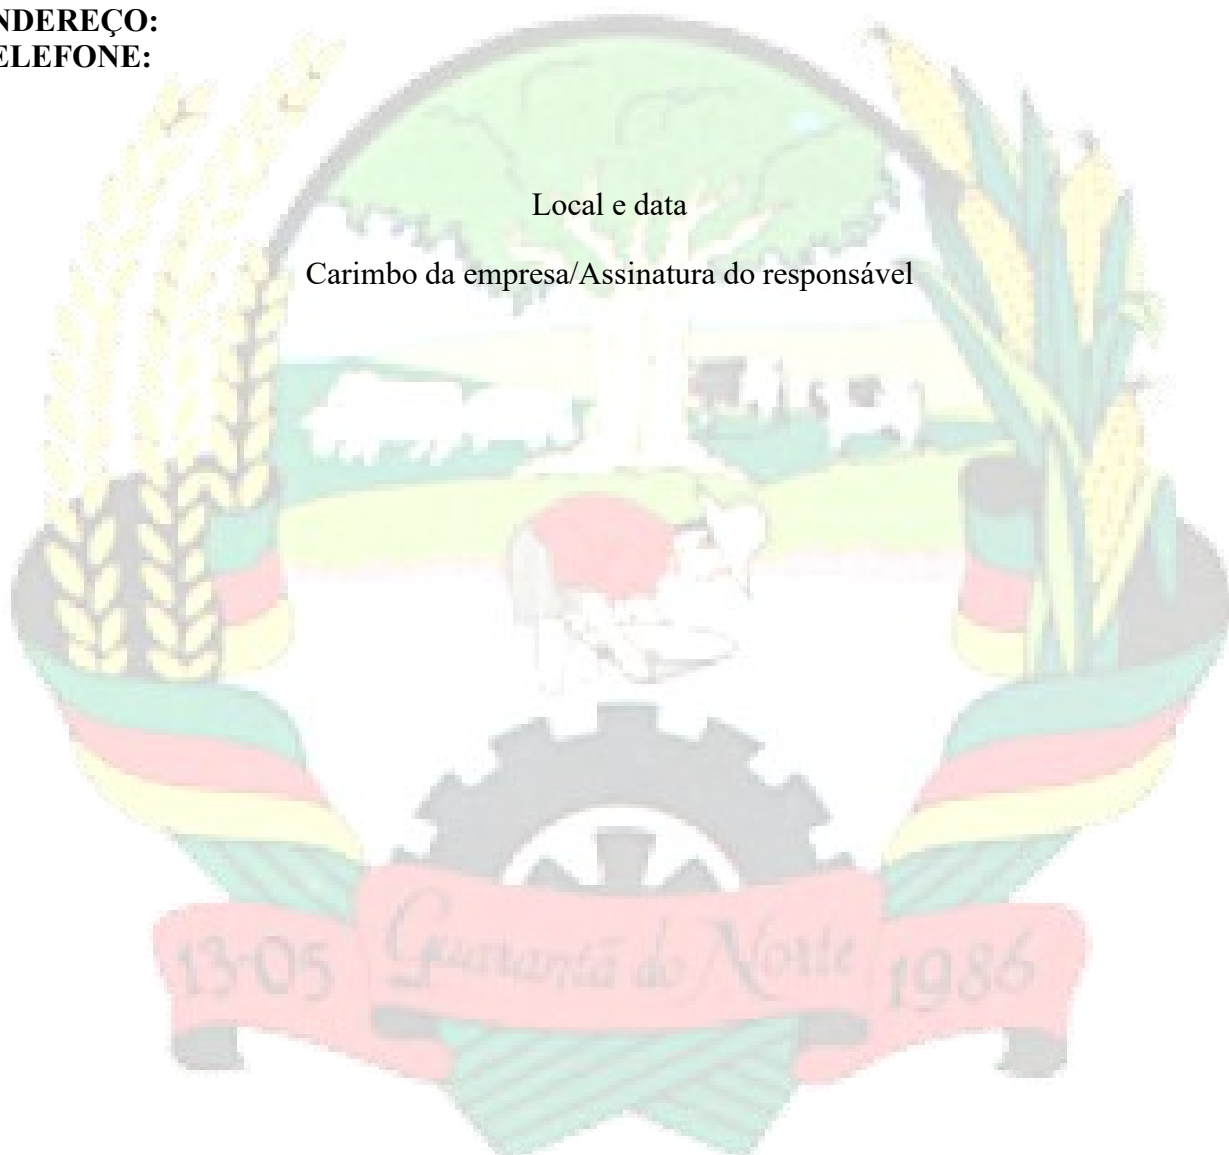 NDEREÇO:
ELEFONE:
Local e data
Carimbo da empresa/Assinatura do responsável
13-05 Guarantã do Norte 1986